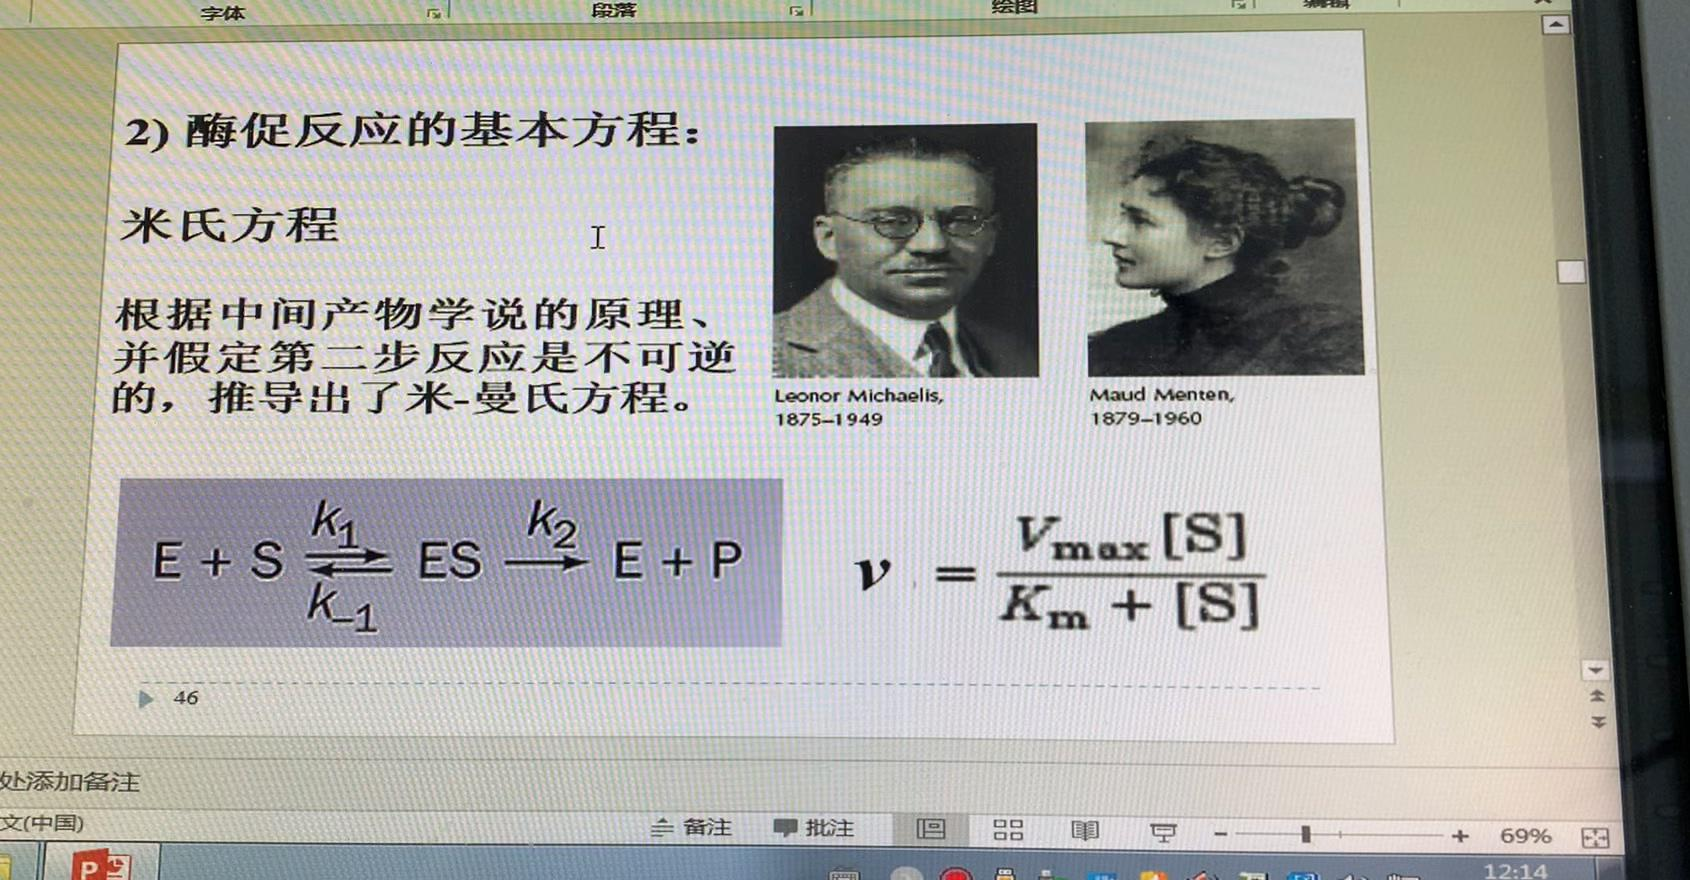 字体
段落
绘图
编辑
2) 酶促反应的基本方程：
米氏方程
根据中间产物学说的原理、
并假定第二步反应是不可逆
的，推导出了米-曼氏方程。
Leonor Michaelis,
1875–1949
Maud Menten,
1879–1960
k₁
k₂
E + S ⇌ ES → E + P
k₋₁
ν = Vmax [S]
Km + [S]
46
处添加备注
文(中国)
备注
批注
69%
P
12:14